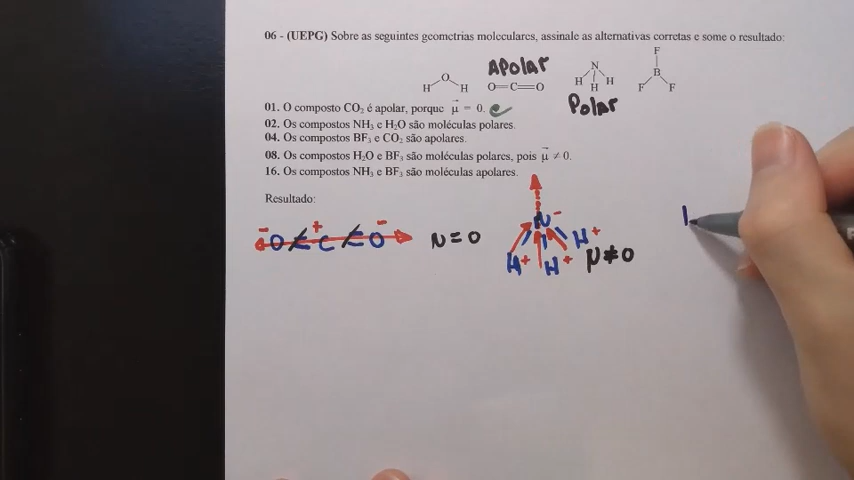 06 - (UEPG) Sobre as seguintes geometrias moleculares, assinale as alternativas corretas e some o resultado:
APOLAR
F
O
N
B
H H O=C=O H H F F
H
POLAR
01. O composto CO₂ é apolar, porque μ⃗ = 0.
02. Os compostos NH₃ e H₂O são moléculas polares.
04. Os compostos BF₃ e CO₂ são apolares.
08. Os compostos H₂O e BF₃ são moléculas polares, pois μ⃗ ≠ 0.
16. Os compostos NH₃ e BF₃ são moléculas apolares.
Resultado:
- + -
O C O μ = 0
N -
H + H + H + μ ≠ 0